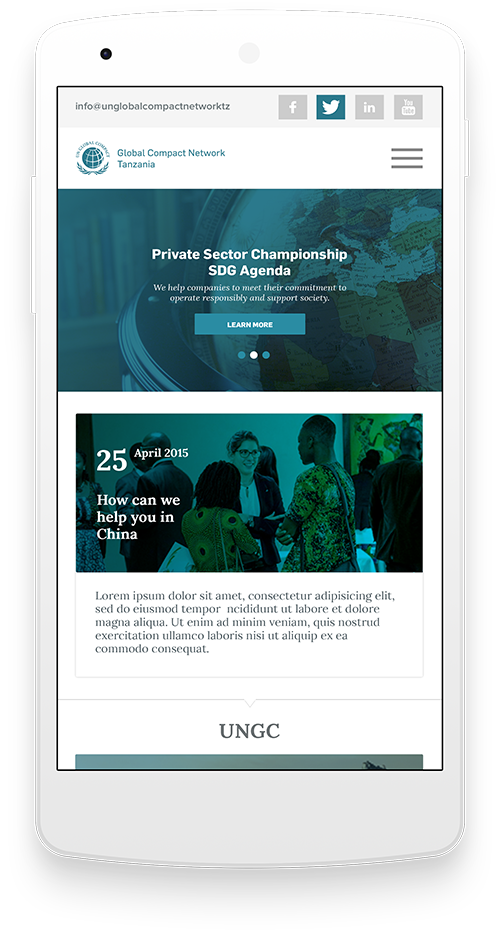 info@unglobalcompactnetworktz
f
in
You
Tube
UN GLOBAL COMPACT
Global Compact Network
Tanzania
Private Sector Championship
SDG Agenda
We help companies to meet their commitment to
operate responsibly and support society.
LEARN MORE
25 April 2015
How can we
help you in
China
Lorem ipsum dolor sit amet, consectetur adipisicing elit,
sed do eiusmod tempor  ncididunt ut labore et dolore
magna aliqua. Ut enim ad minim veniam, quis nostrud
exercitation ullamco laboris nisi ut aliquip ex ea
commodo consequat.
UNGC